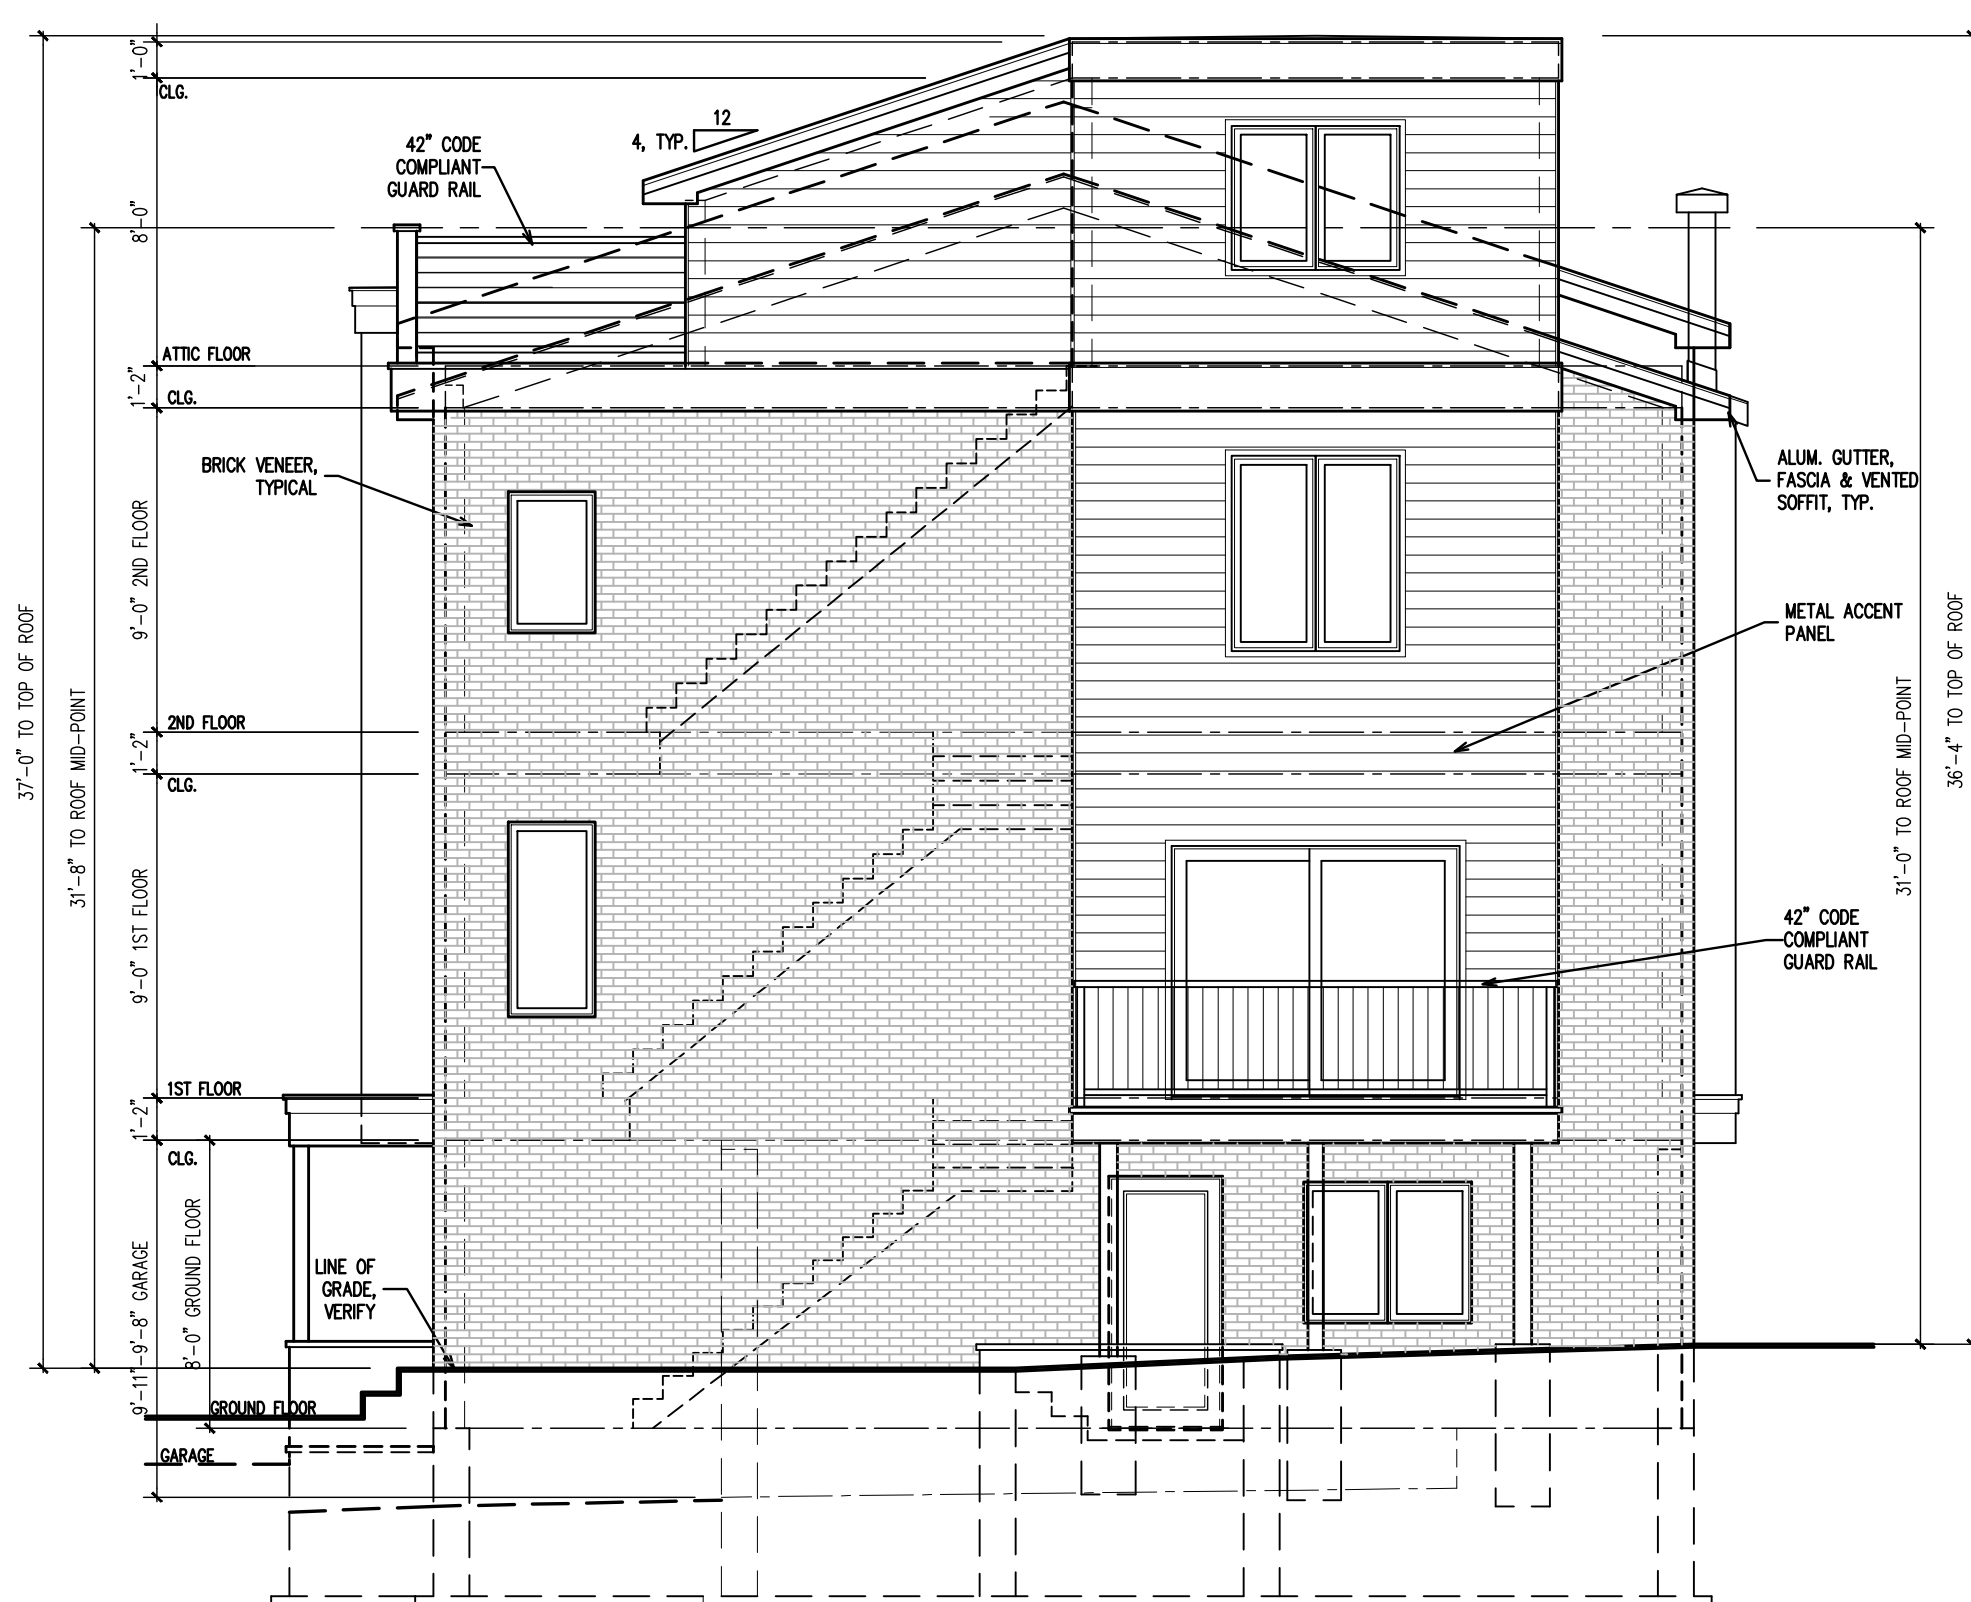 1'-0"
CLG.
12
4, TYP.
42" CODE
COMPLIANT
GUARD RAIL
8'-0"
ATTIC FLOOR
1'-2"
CLG.
BRICK VENEER,
TYPICAL
ALUM. GUTTER,
FASCIA & VENTED
SOFFIT, TYP.
9'-0" 2ND FLOOR
METAL ACCENT
PANEL
37'-0" TO TOP OF ROOF
31'-8" TO ROOF MID-POINT
36'-4" TO TOP OF ROOF
31'-0" TO ROOF MID-POINT
2ND FLOOR
1'-2"
CLG.
9'-0" 1ST FLOOR
42" CODE
COMPLIANT
GUARD RAIL
1ST FLOOR
1'-2"
CLG.
8'-0" GROUND FLOOR
9'-11"-9'-8" GARAGE
LINE OF
GRADE,
VERIFY
GROUND FLOOR
GARAGE